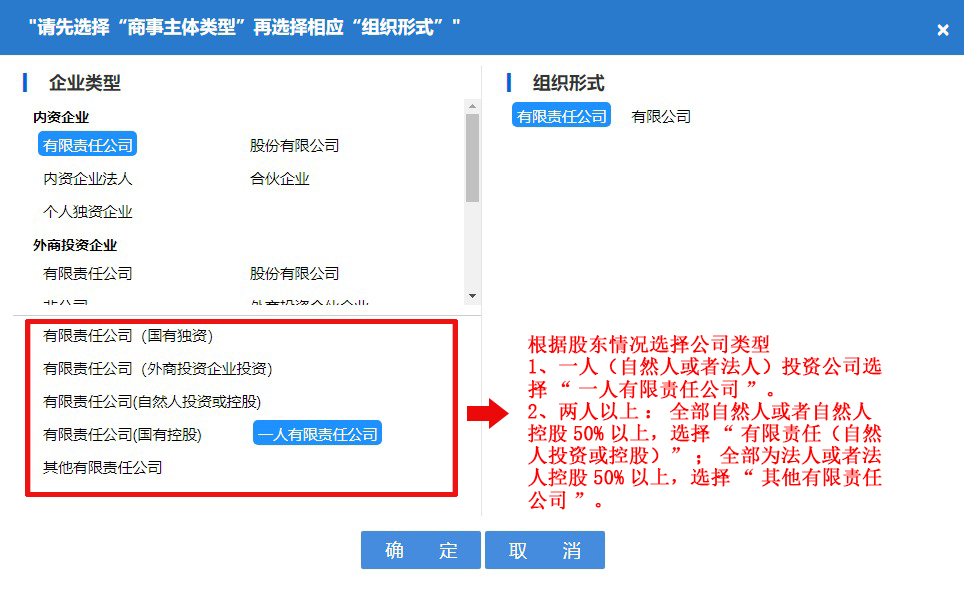 "请先选择“商事主体类型”再选择相应“组织形式”"
×
企业类型
内资企业
有限责任公司 股份有限公司
内资企业法人 合伙企业
个人独资企业
外商投资企业
有限责任公司 股份有限公司
非公司 外商投资合伙企业
有限责任公司（国有独资）
有限责任公司（外商投资企业投资）
有限责任公司(自然人投资或控股)
有限责任公司(国有控股) 一人有限责任公司
其他有限责任公司
组织形式
有限责任公司 有限公司
根据股东情况选择公司类型
1、一人（自然人或者法人）投资公司选
择 “ 一人有限责任公司 ”。
2、两人以上： 全部自然人或者自然人
控股 50% 以上，选择 “ 有限责任（自然
人投资或控股）” ； 全部为法人或者法
人控股 50% 以上，选择 “ 其他有限责任
公司 ”。
确 定 取 消